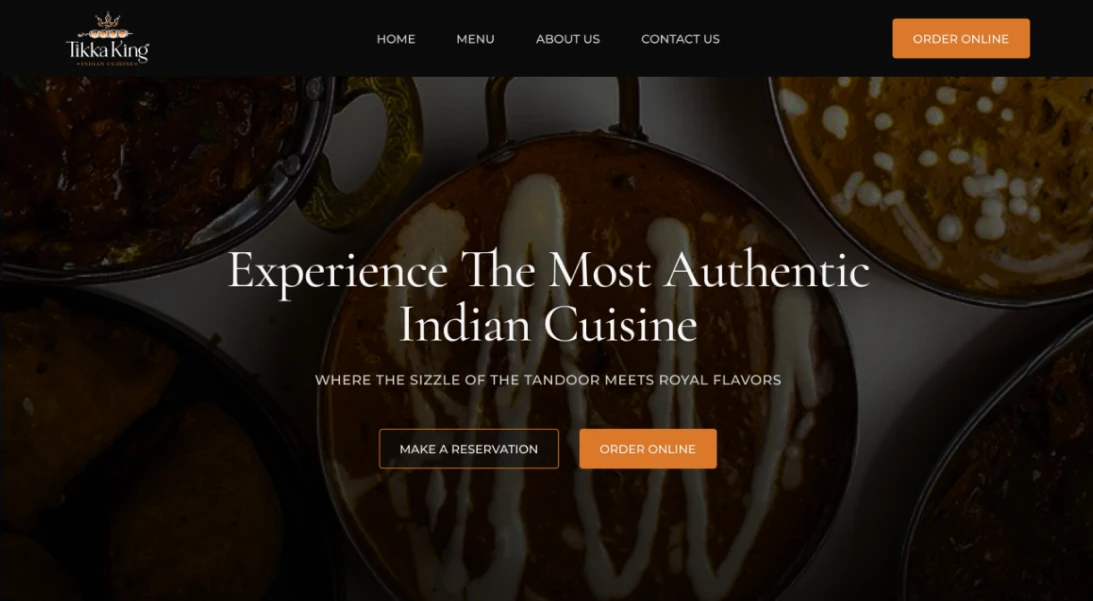 Tikka King
INDIAN CUISINE
HOME
MENU
ABOUT US
CONTACT US
ORDER ONLINE
Experience The Most Authentic
Indian Cuisine
WHERE THE SIZZLE OF THE TANDOOR MEETS ROYAL FLAVORS
MAKE A RESERVATION
ORDER ONLINE